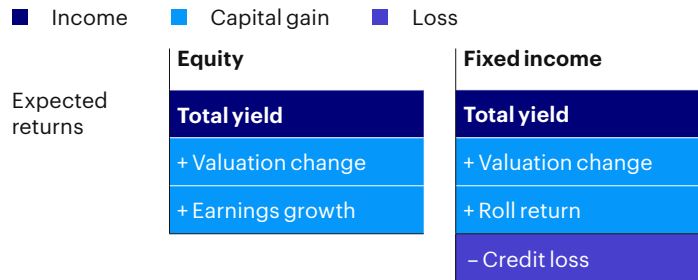 Income Capital gain Loss
Equity Fixed income
Expected
returns
Total yield Total yield
+ Valuation change + Valuation change
+ Earnings growth + Roll return
– Credit loss